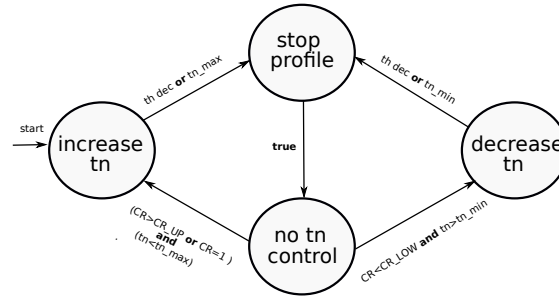 stop
profile
th dec or tn_max
th dec or tn_min
start
increase
tn
true
decrease
tn
(CR>CR_UP or CR=1 )
and
(tn<tn_max)
no tn
control
CR<CR_LOW and tn>tn_min
.